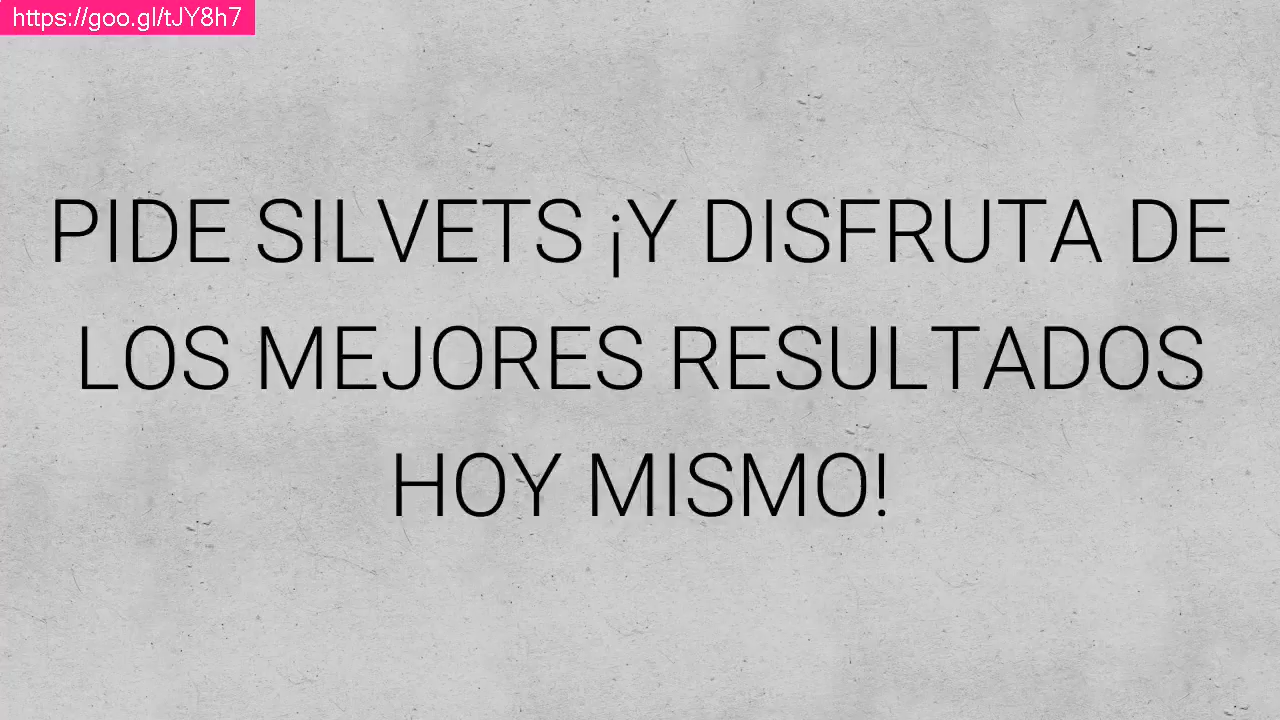 https://goo.gl/tJY8h7
PIDE SILVETS ¡Y DISFRUTA DE
LOS MEJORES RESULTADOS
HOY MISMO!